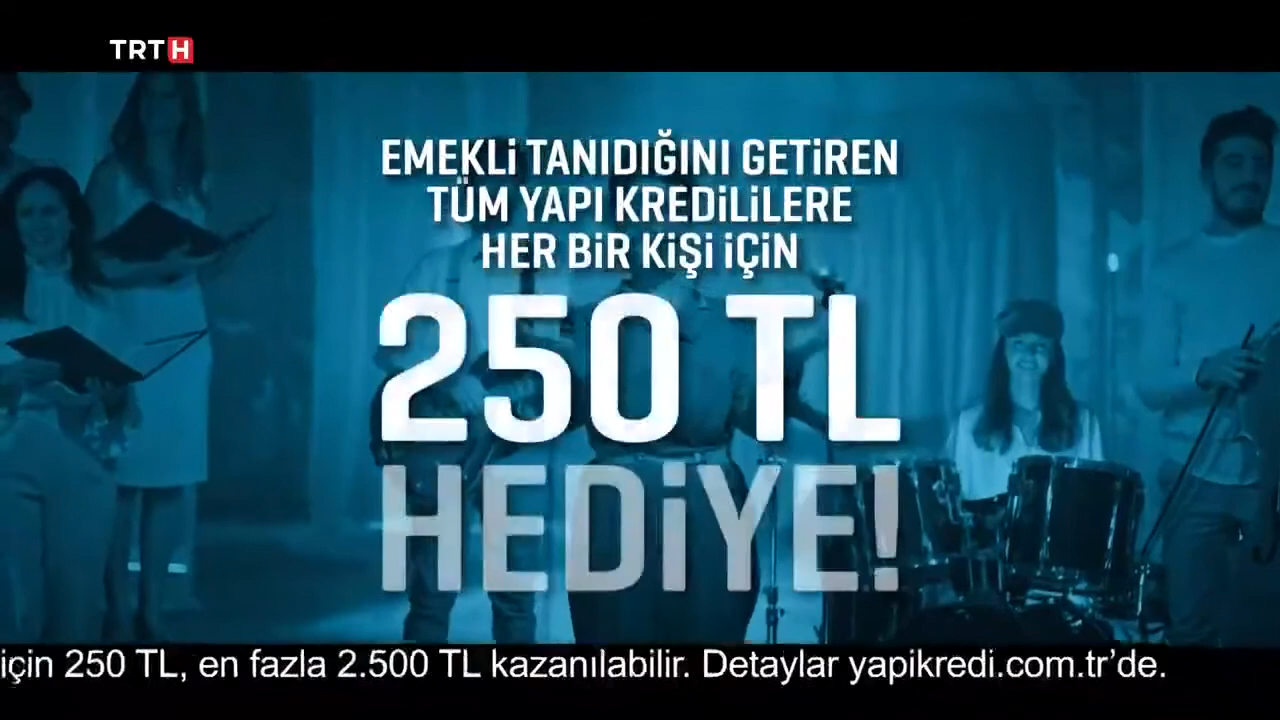 TRT H
EMEKLİ TANIDIĞINI GETİREN
TÜM YAPI KREDİLİLERE
HER BİR KİŞİ İÇİN
250 TL
HEDİYE!
için 250 TL, en fazla 2.500 TL kazanılabilir. Detaylar yapikredi.com.tr’de.